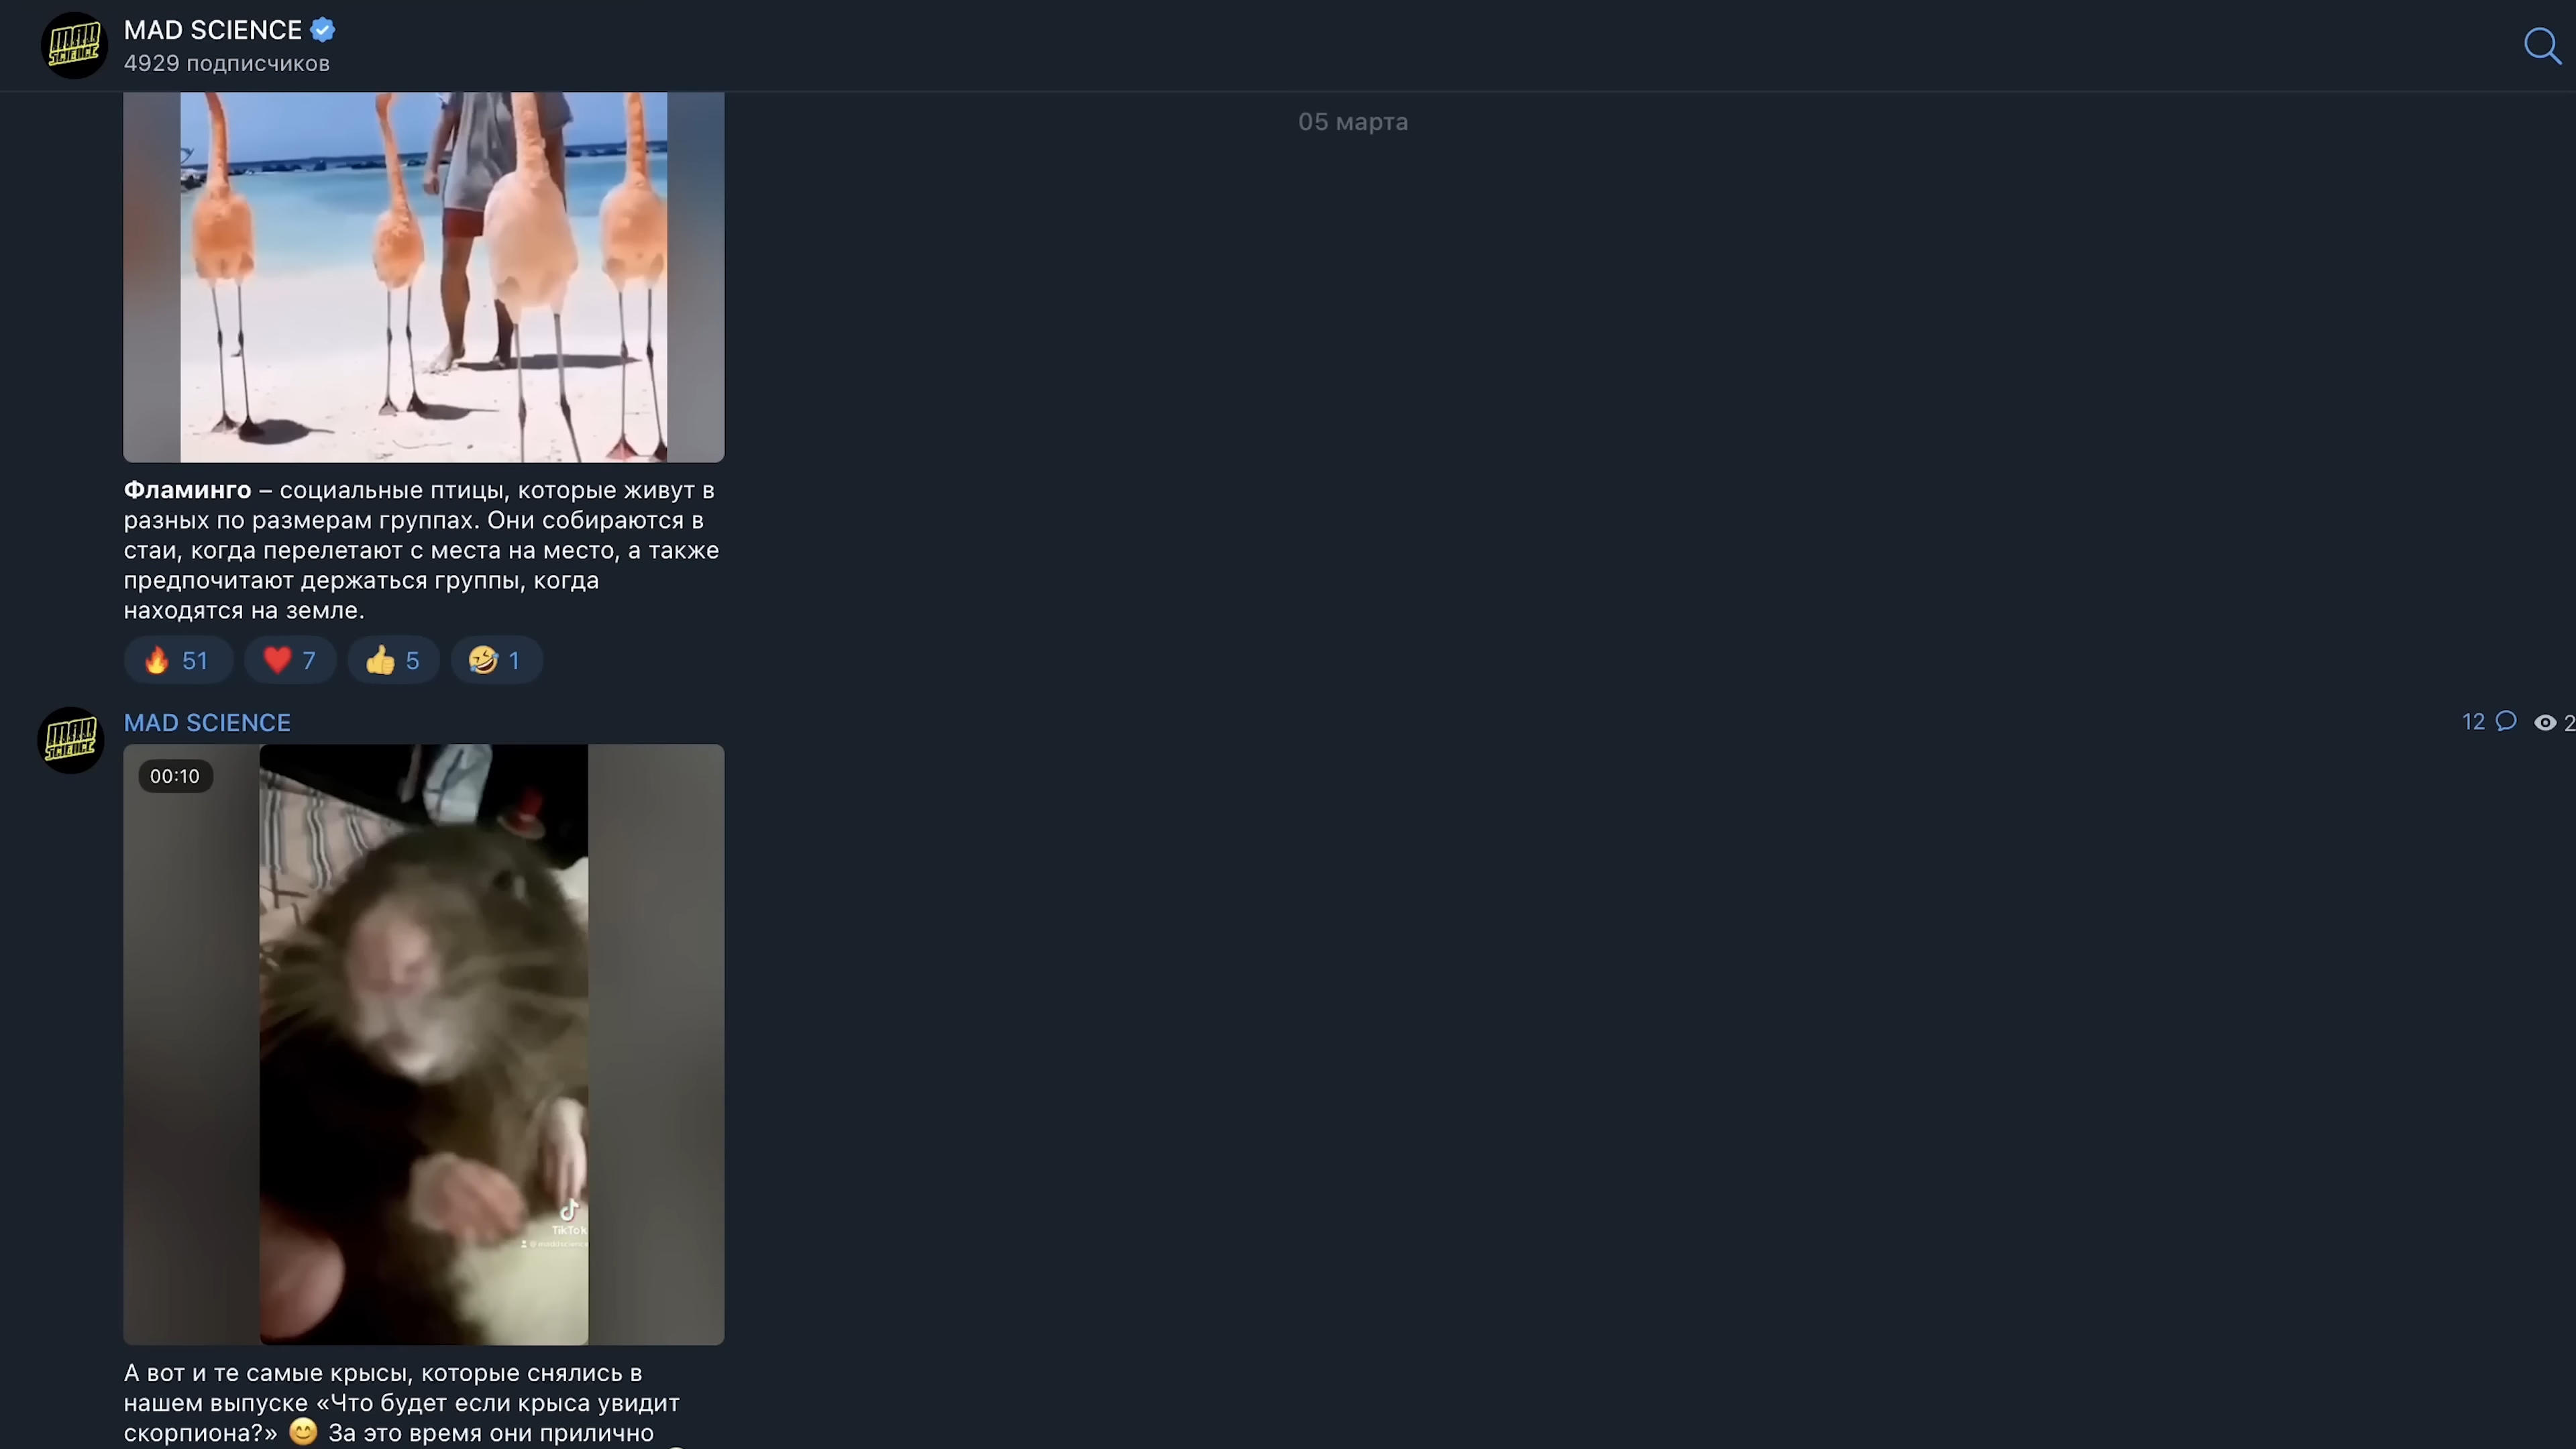 MAD SCIENCE
4929 подписчиков
05 марта
Фламинго – социальные птицы, которые живут в
разных по размерам группах. Они собираются в
стаи, когда перелетают с места на место, а также
предпочитают держаться группы, когда
находятся на земле.
51 7 5 1
MAD SCIENCE
12 2
00:10
TikTok
А вот и те самые крысы, которые снялись в
нашем выпуске «Что будет если крыса увидит
скорпиона?» 😊 За это время они прилично